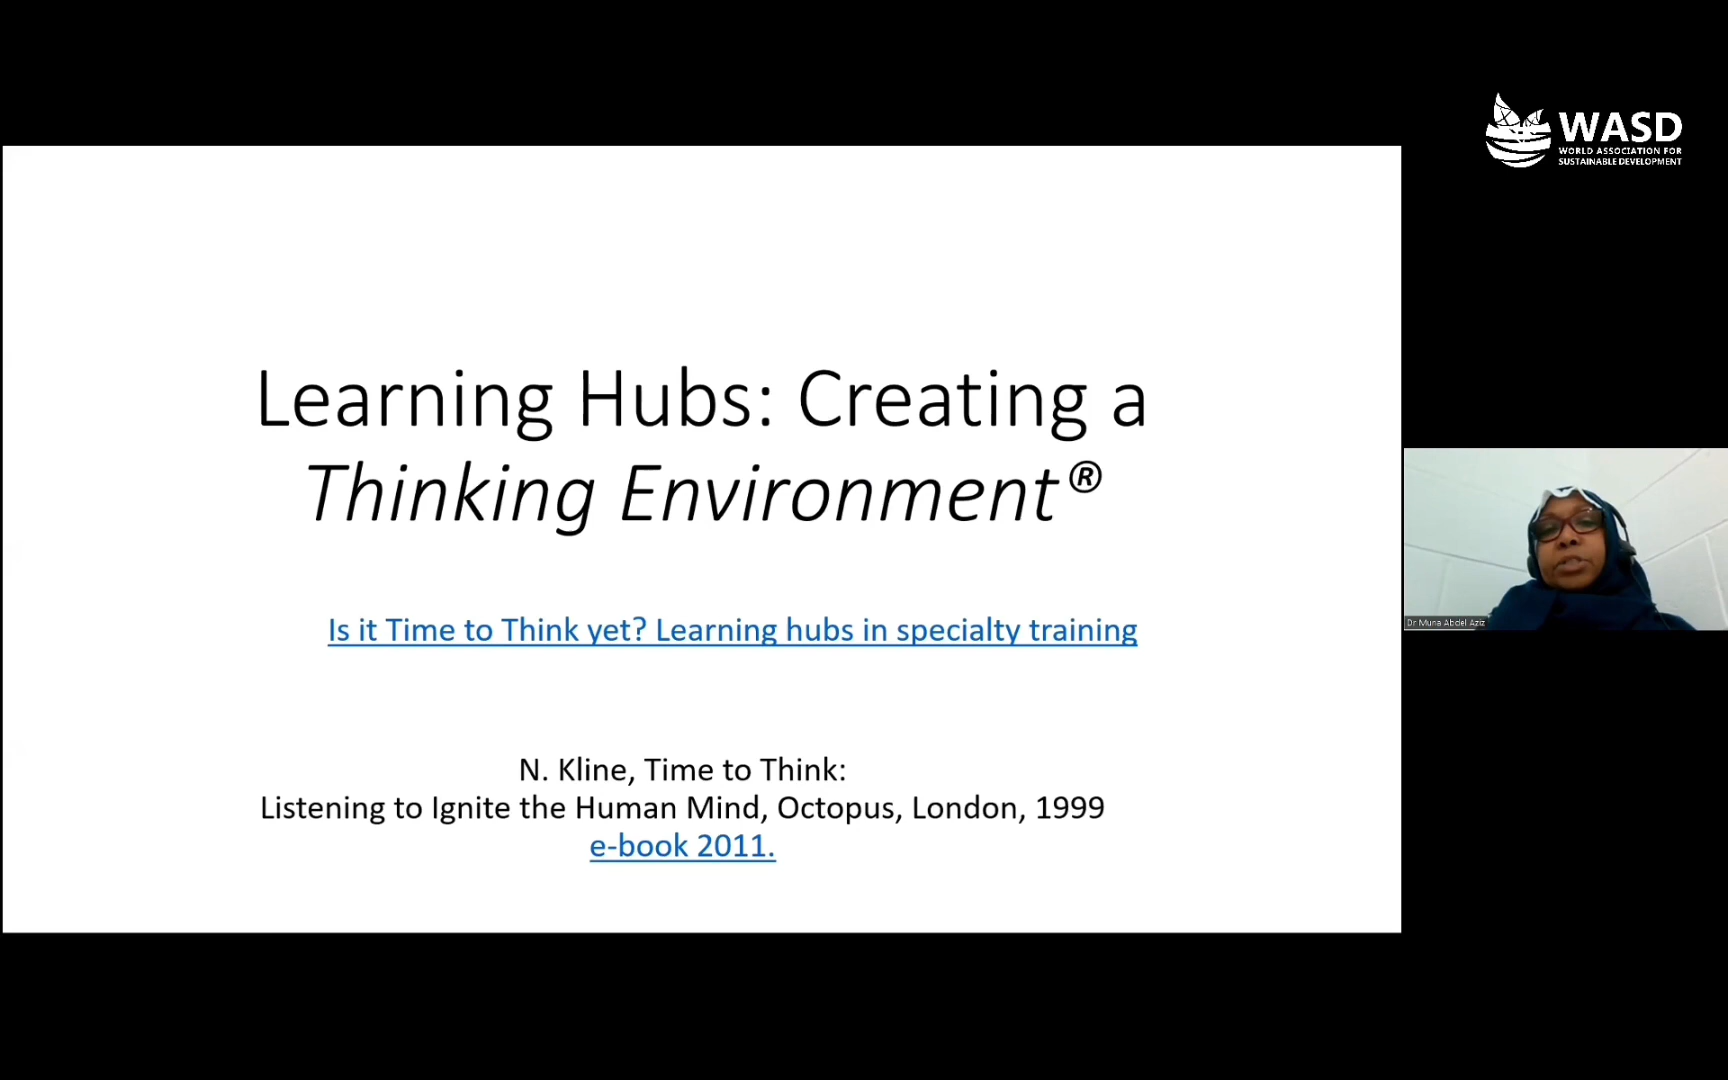 WASD
WORLD ASSOCIATION FOR
SUSTAINABLE DEVELOPMENT
Learning Hubs: Creating a
Thinking Environment®
Is it Time to Think yet? Learning hubs in specialty training
N. Kline, Time to Think:
Listening to Ignite the Human Mind, Octopus, London, 1999
e-book 2011.
Dr Muna Abdel Aziz